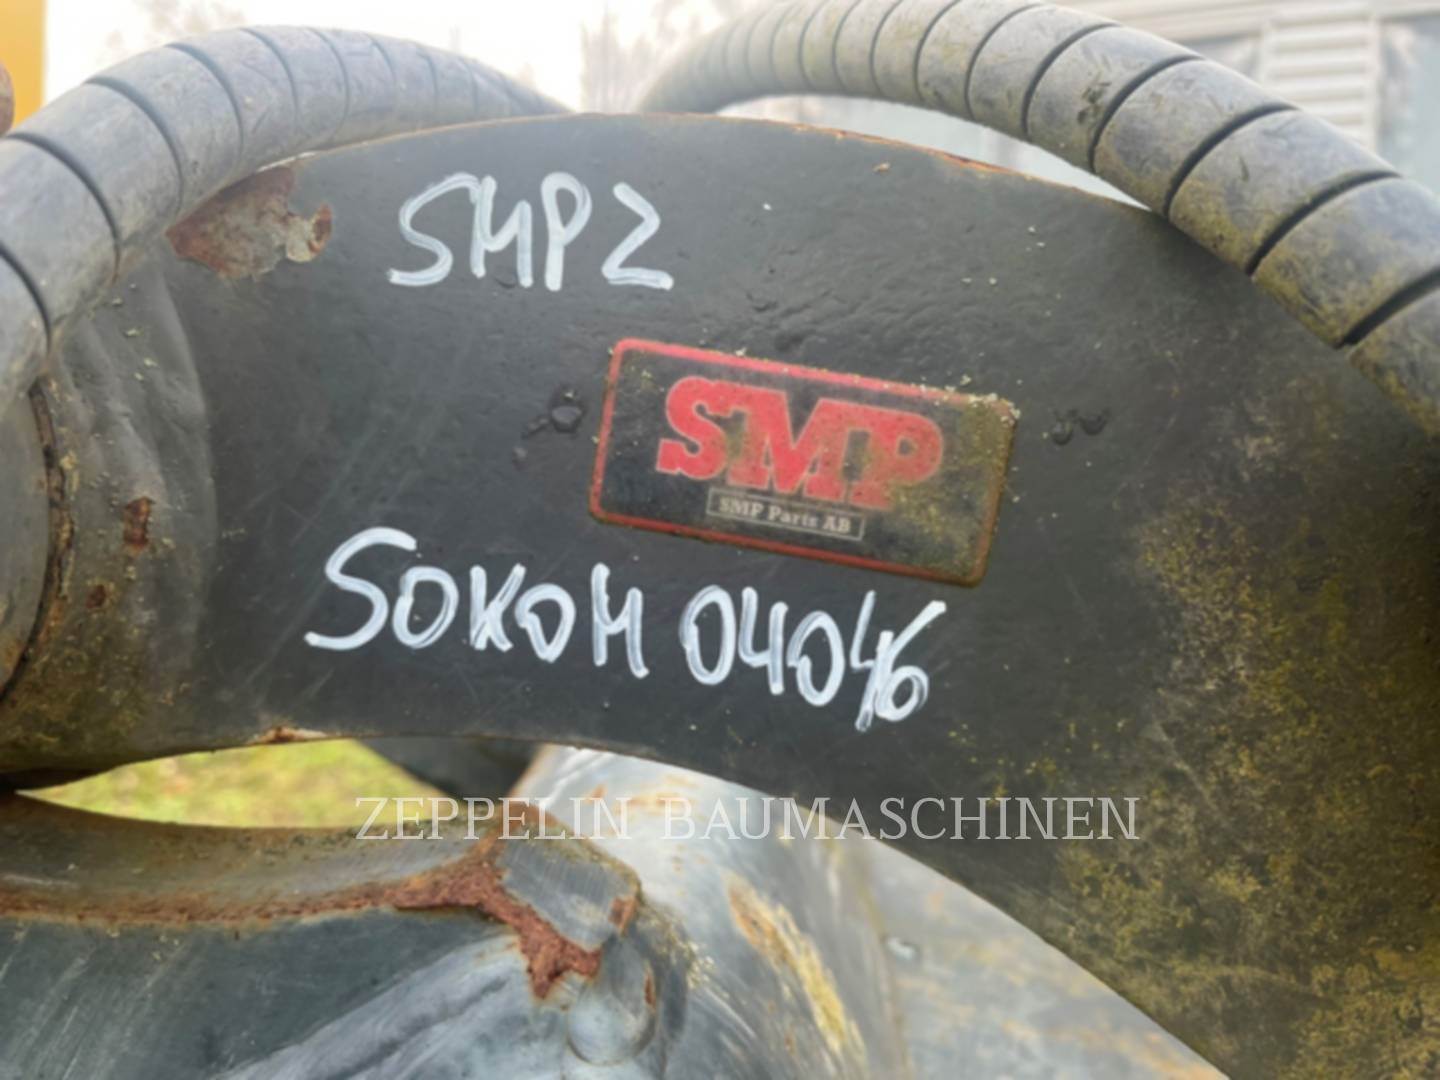 SMP2
SMP
SMP Parts AB
SOKOM 04046
ZEPPELIN BAUMASCHINEN